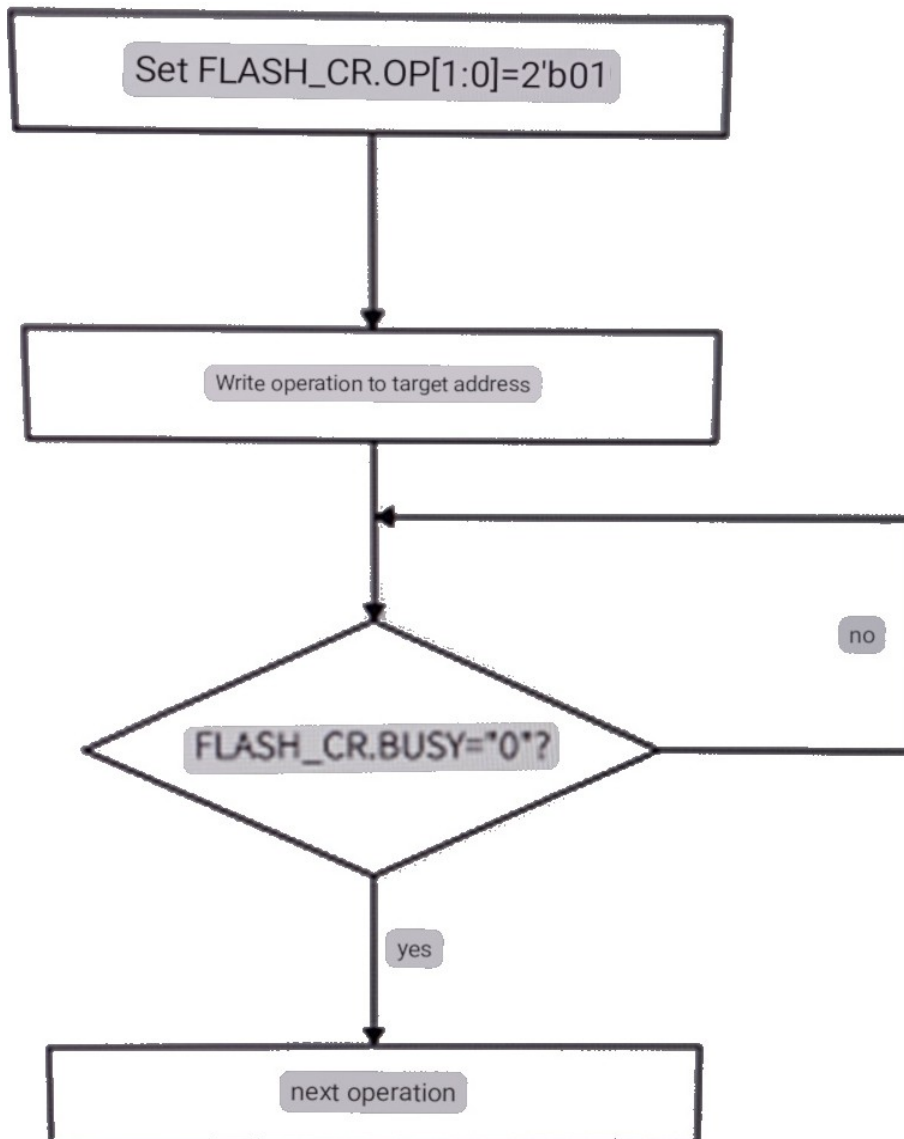 Set FLASH_CR.OP[1:0]=2'b01
Write operation to target address
no
FLASH_CR.BUSY="0"?
yes
next operation